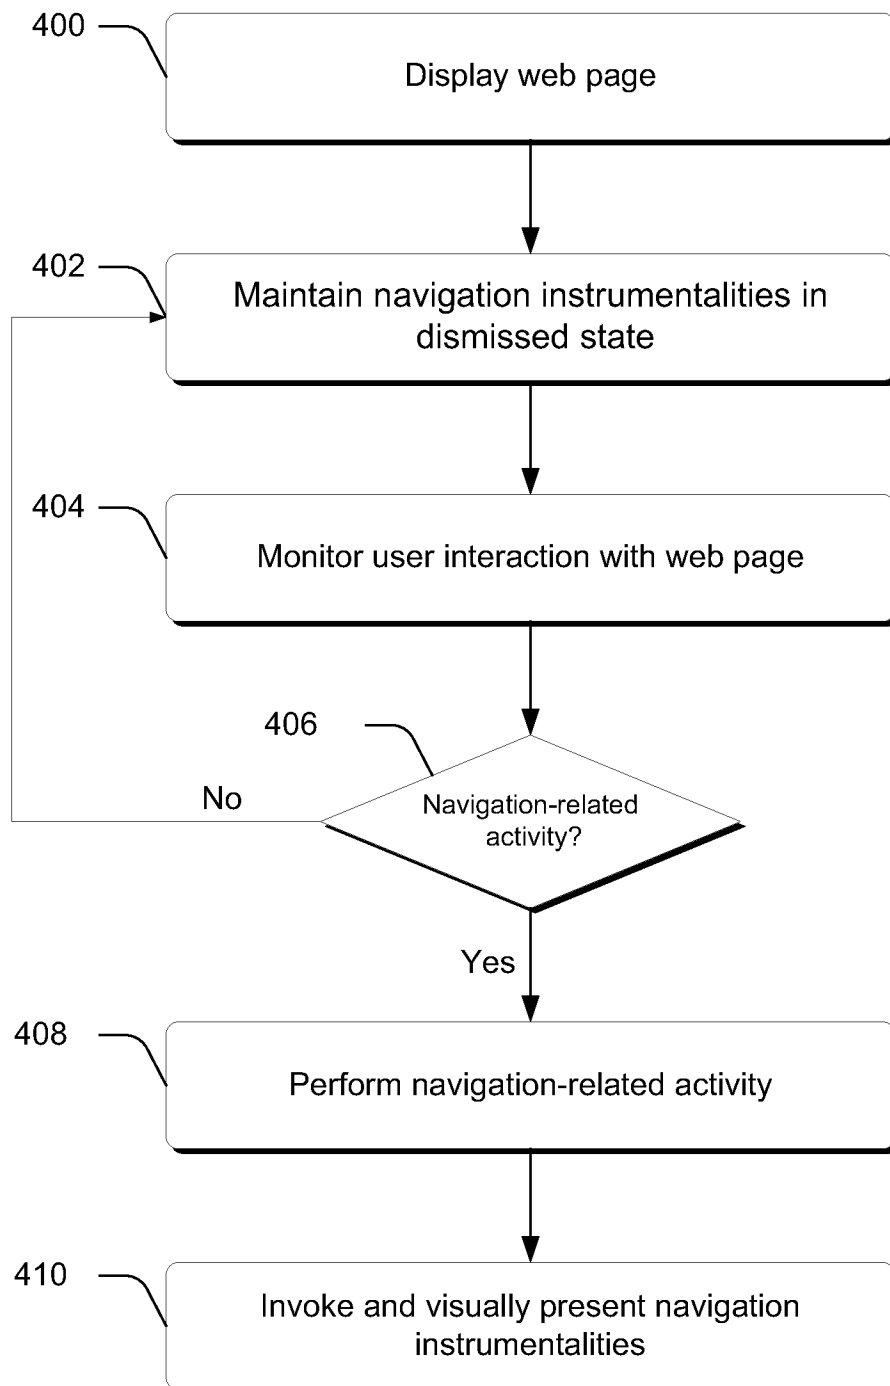 400
Display web page
402
Maintain navigation instrumentalities in
dismissed state
404
Monitor user interaction with web page
406
Navigation-related
activity?
No
Yes
408
Perform navigation-related activity
410
Invoke and visually present navigation
instrumentalities